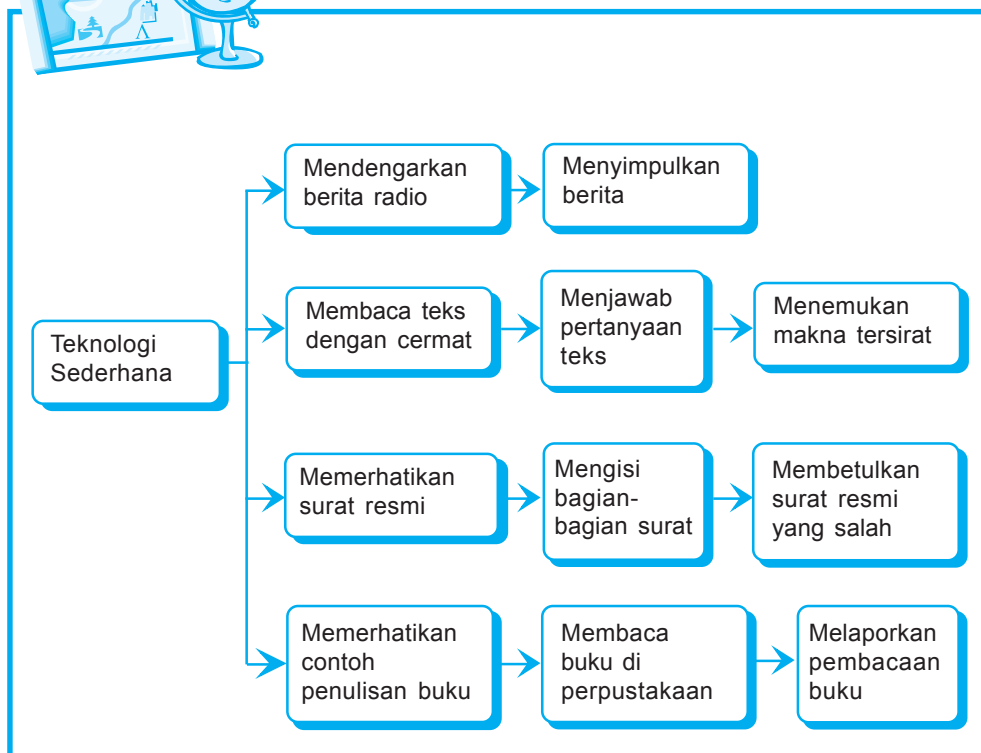 Mendengarkan
berita radio
Menyimpulkan
berita
Teknologi
Sederhana
Membaca teks
dengan cermat
Menjawab
pertanyaan
teks
Menemukan
makna tersirat
Memerhatikan
surat resmi
Mengisi
bagian-
bagian surat
Membetulkan
surat resmi
yang salah
Memerhatikan
contoh
penulisan buku
Membaca
buku di
perpustakaan
Melaporkan
pembacaan
buku